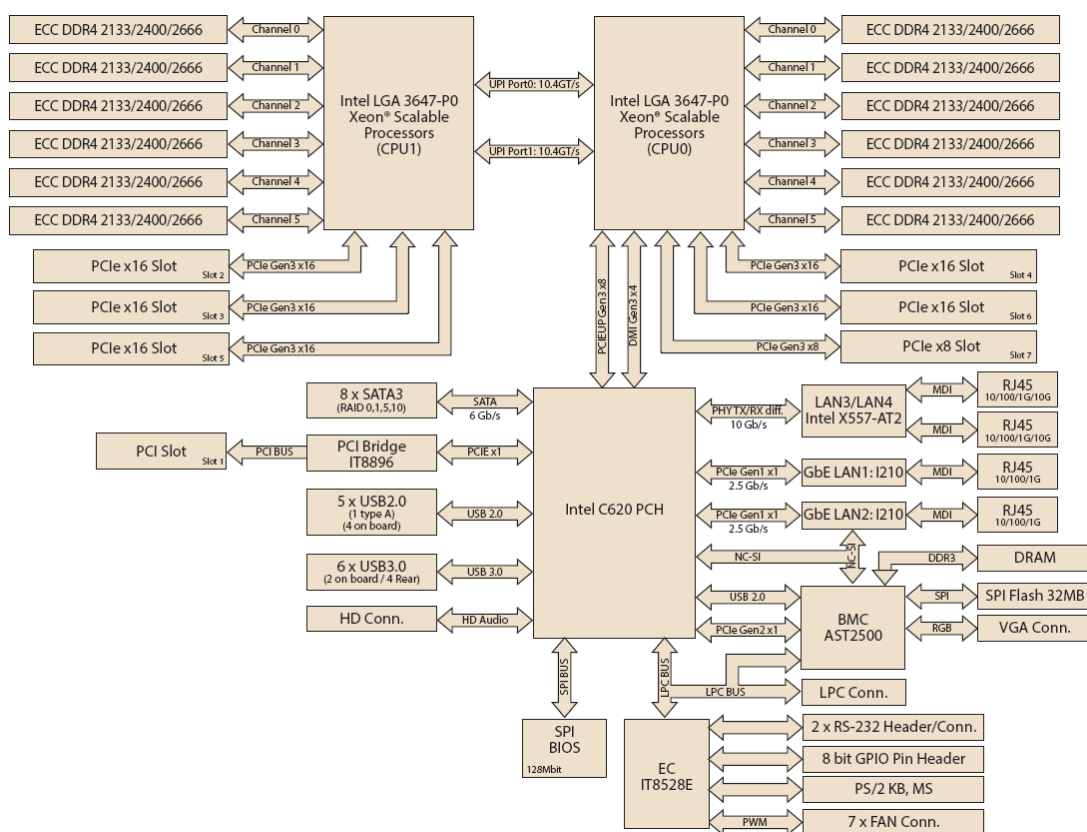 ECC DDR4 2133/2400/2666
Channel 0
ECC DDR4 2133/2400/2666
Channel 1
ECC DDR4 2133/2400/2666
Channel 2
ECC DDR4 2133/2400/2666
Channel 3
ECC DDR4 2133/2400/2666
Channel 4
ECC DDR4 2133/2400/2666
Channel 5
Intel LGA 3647-P0
Xeon® Scalable
Processors
(CPU1)
UPI Port0: 10.4GT/s
UPI Port1: 10.4GT/s
Intel LGA 3647-P0
Xeon® Scalable
Processors
(CPU0)
Channel 0
ECC DDR4 2133/2400/2666
Channel 1
ECC DDR4 2133/2400/2666
Channel 2
ECC DDR4 2133/2400/2666
Channel 3
ECC DDR4 2133/2400/2666
Channel 4
ECC DDR4 2133/2400/2666
Channel 5
ECC DDR4 2133/2400/2666
PCIe x16 Slot
Slot 2
PCIe Gen3 x16
PCIe x16 Slot
Slot 3
PCIe Gen3 x16
PCIe x16 Slot
Slot 5
PCIe Gen3 x16
PCIEUP Gen3 x8
DMI Gen3 x4
PCIe Gen3 x16
PCIe x16 Slot
Slot 4
PCIe Gen3 x16
PCIe x16 Slot
Slot 6
PCIe Gen3 x8
PCIe x8 Slot
Slot 7
8 x SATA3
(RAID 0,1,5,10)
SATA
6 Gb/s
PCI Slot
Slot 1
PCI BUS
PCI Bridge
IT8896
PCIE x1
5 x USB2.0
(1 type A)
(4 on board)
USB 2.0
6 x USB3.0
(2 on board / 4 Rear)
USB 3.0
HD Conn.
HD Audio
Intel C620 PCH
PHY TX/RX diff.
10 Gb/s
LAN3/LAN4
Intel X557-AT2
MDI
RJ45
10/100/1G/10G
MDI
RJ45
10/100/1G/10G
PCIe Gen1 x1
2.5 Gb/s
GbE LAN1: I210
MDI
RJ45
10/100/1G
PCIe Gen1 x1
2.5 Gb/s
GbE LAN2: I210
MDI
RJ45
10/100/1G
NC-SI
NC-SI
DDR3
DRAM
USB 2.0
PCIe Gen2 x1
BMC
AST2500
SPI
SPI Flash 32MB
RGB
VGA Conn.
SPI BUS
LPC BUS
LPC BUS
LPC Conn.
SPI
BIOS
128Mbit
EC
IT8528E
2 x RS-232 Header/Conn.
8 bit GPIO Pin Header
PS/2 KB, MS
PWM
7 x FAN Conn.